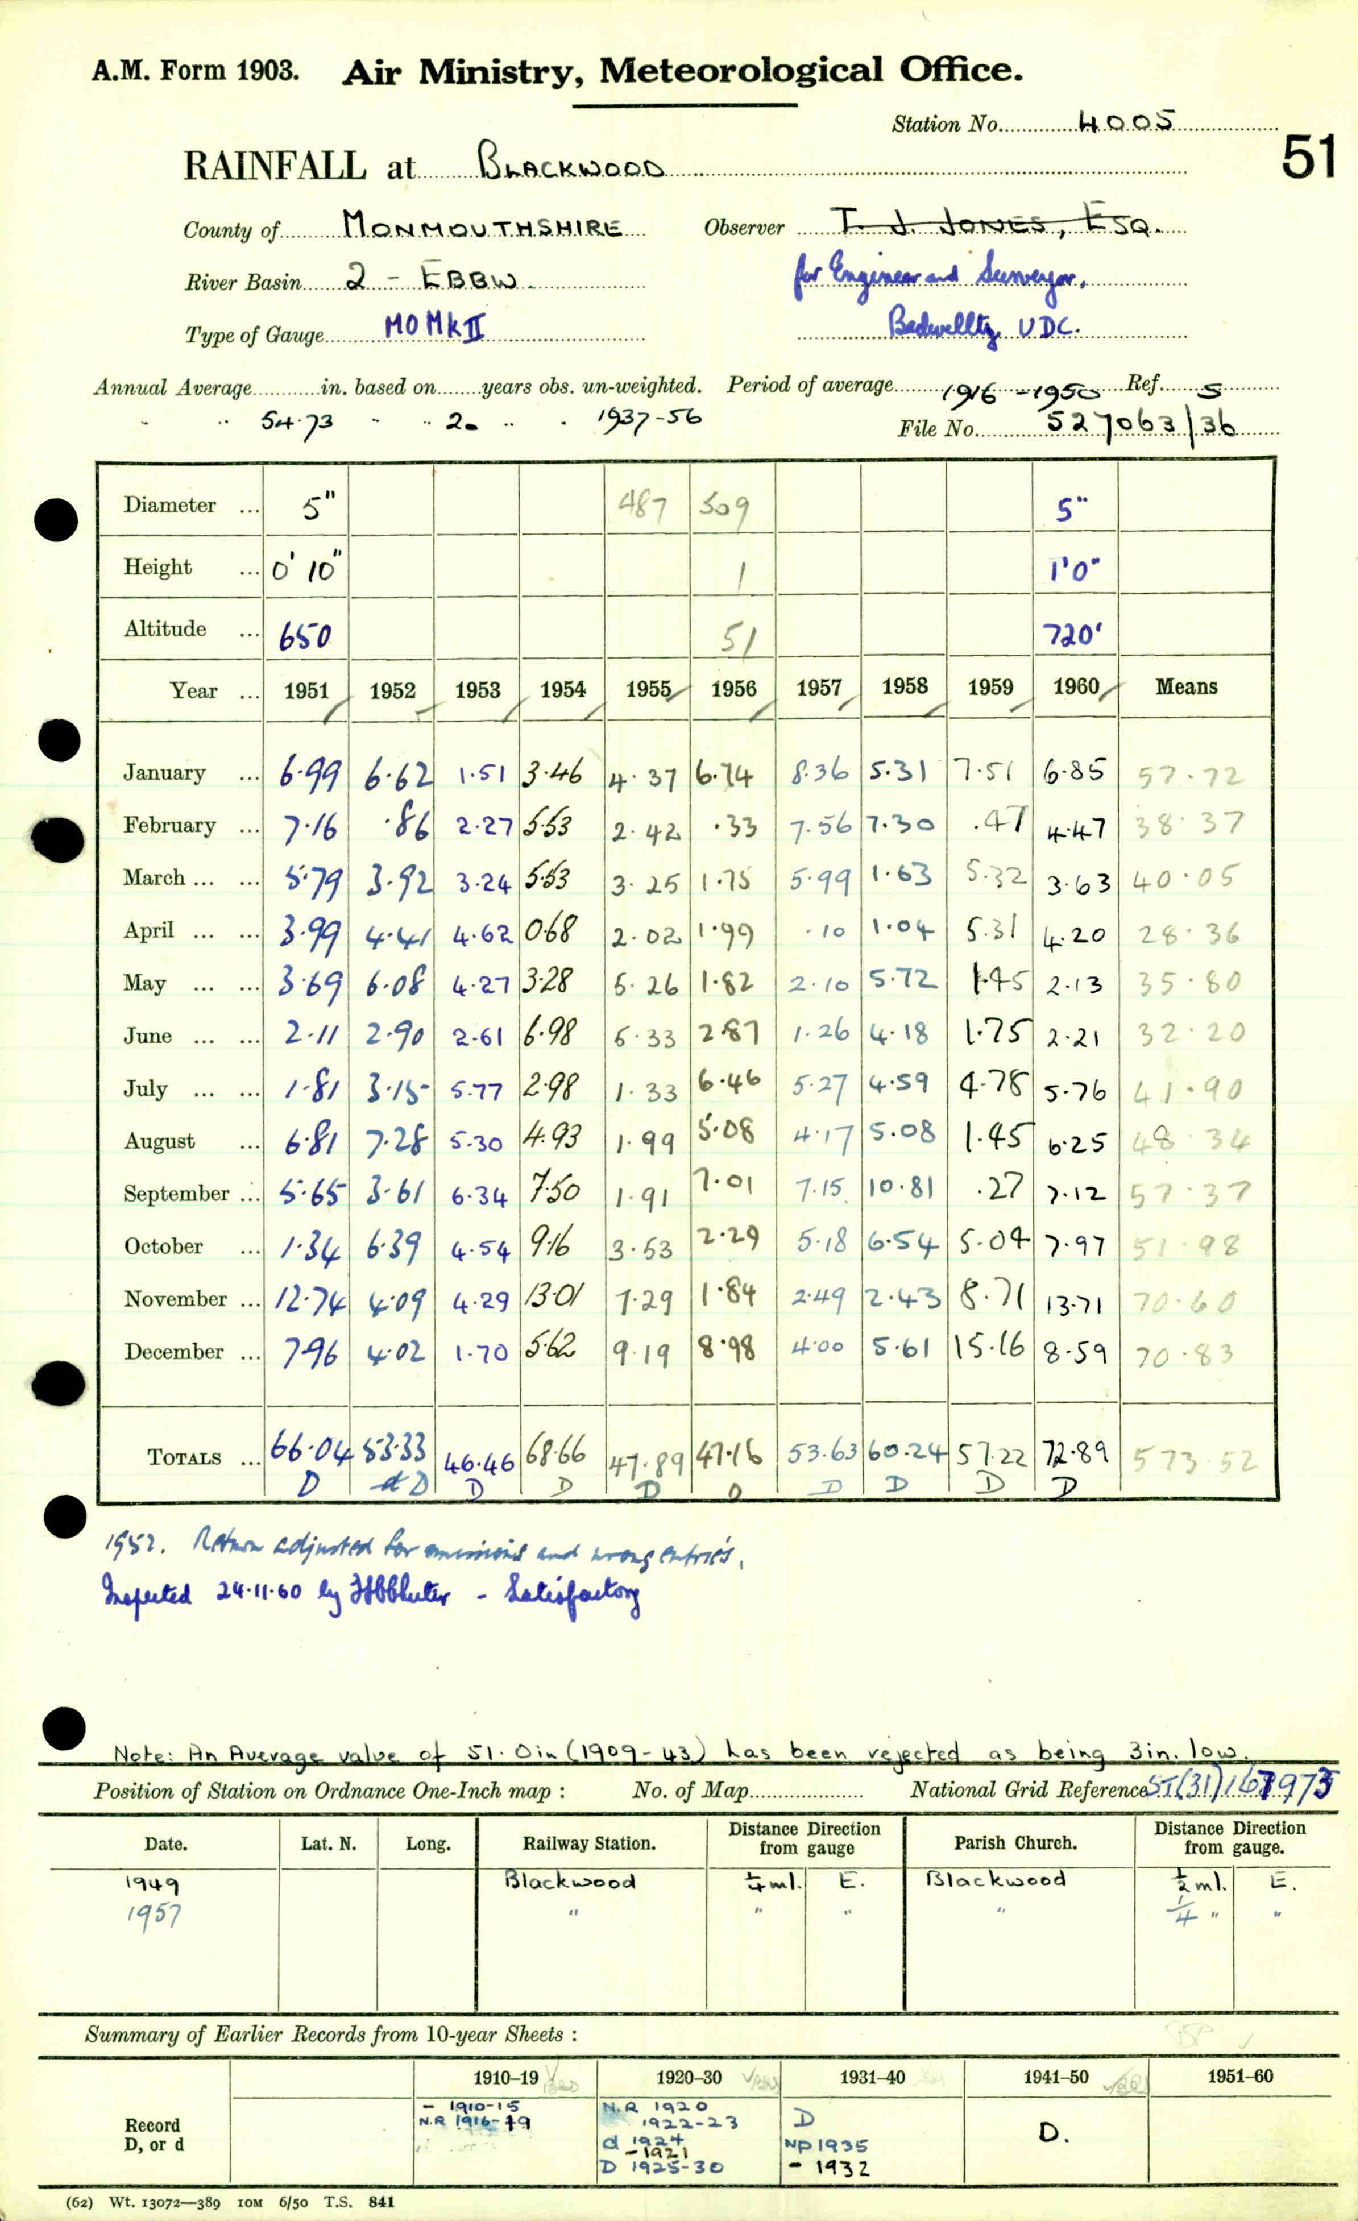 A.M. Form 1903. Air Ministry, Meteorological Office.
Station No. 4005
51
RAINFALL at BLACKWOOD
County of MONMOUTHSHIRE Observer T. J. JONES, ESQ.
River Basin 2 - EBBW. for Engineer and Surveyor,
Type of Gauge MO Mk II Bedwellty UDC.
Annual Average in. based on years obs. un-weighted. Period of average 1916-1950 Ref. S
" " 54.73 " " 20 " " 1937-56 File No. 527063/36
Diameter ... 5" 487 509 5"
Height ... 0' 10" 1 1'0"
Altitude ... 650 51 720'
Year ... 1951 1952 1953 1954 1955 1956 1957 1958 1959 1960 Means
January ... 6.99 6.62 1.51 3.46 4.37 6.74 8.36 5.31 7.51 6.85 57.72
February ... 7.16 .86 2.27 5.53 2.42 .33 7.56 7.30 .47 4.47 38.37
March ... ... 5.79 3.92 3.24 5.53 3.25 1.75 5.99 1.63 5.32 3.63 40.05
April ... ... 3.99 4.41 4.62 0.68 2.02 1.99 .10 1.04 5.31 4.20 28.36
May ... ... 3.69 6.08 4.27 3.28 5.26 1.82 2.10 5.72 1.45 2.13 35.80
June ... ... 2.11 2.90 2.61 6.98 5.33 2.87 1.26 4.18 1.75 2.21 32.20
July ... ... 1.81 3.15 5.77 2.98 1.33 6.46 5.27 4.59 4.78 5.76 41.90
August ... 6.81 7.28 5.30 4.93 1.99 5.08 4.17 5.08 1.45 6.25 48.34
September ... 5.65 3.61 6.34 7.50 1.91 7.01 7.15 10.81 .27 7.12 57.37
October ... 1.34 6.39 4.54 9.16 3.53 2.29 5.18 6.54 5.04 7.97 51.98
November ... 12.74 4.09 4.29 13.01 7.29 1.84 2.49 2.43 8.71 13.71 70.60
December ... 7.96 4.02 1.70 5.62 9.19 8.98 4.00 5.61 15.16 8.59 70.83
TOTALS ... 66.04 53.33 46.46 68.66 47.89 47.16 53.63 60.24 57.22 72.89 573.52
D d D D D D D D D D D
1952. Return adjusted for omissions and wrong entries.
Inspected 24.11.60 by - Satisfactory
Note: An Average value of 51.0in (1909-43) has been rejected as being 3in. low.
Position of Station on Ordnance One-Inch map : No. of Map National Grid Reference ST(31)167975
Date. Lat. N. Long. Railway Station. Distance from gauge Direction Parish Church. Distance from gauge. Direction
1949 Blackwood ¼ ml. E. Blackwood ½ ml. E.
1957 " " " " ¼ " "
Summary of Earlier Records from 10-year Sheets :
1910-19 1920-30 1931-40 1941-50 1951-60
Record D, or d
- 1910-15
N.R 1916-19
N.R 1920
1922-23
d 1924
- 1921
D 1925-30
D
NP 1935
- 1932
D.
(62) Wt. 13072—389 10M 6/50 T.S. 841